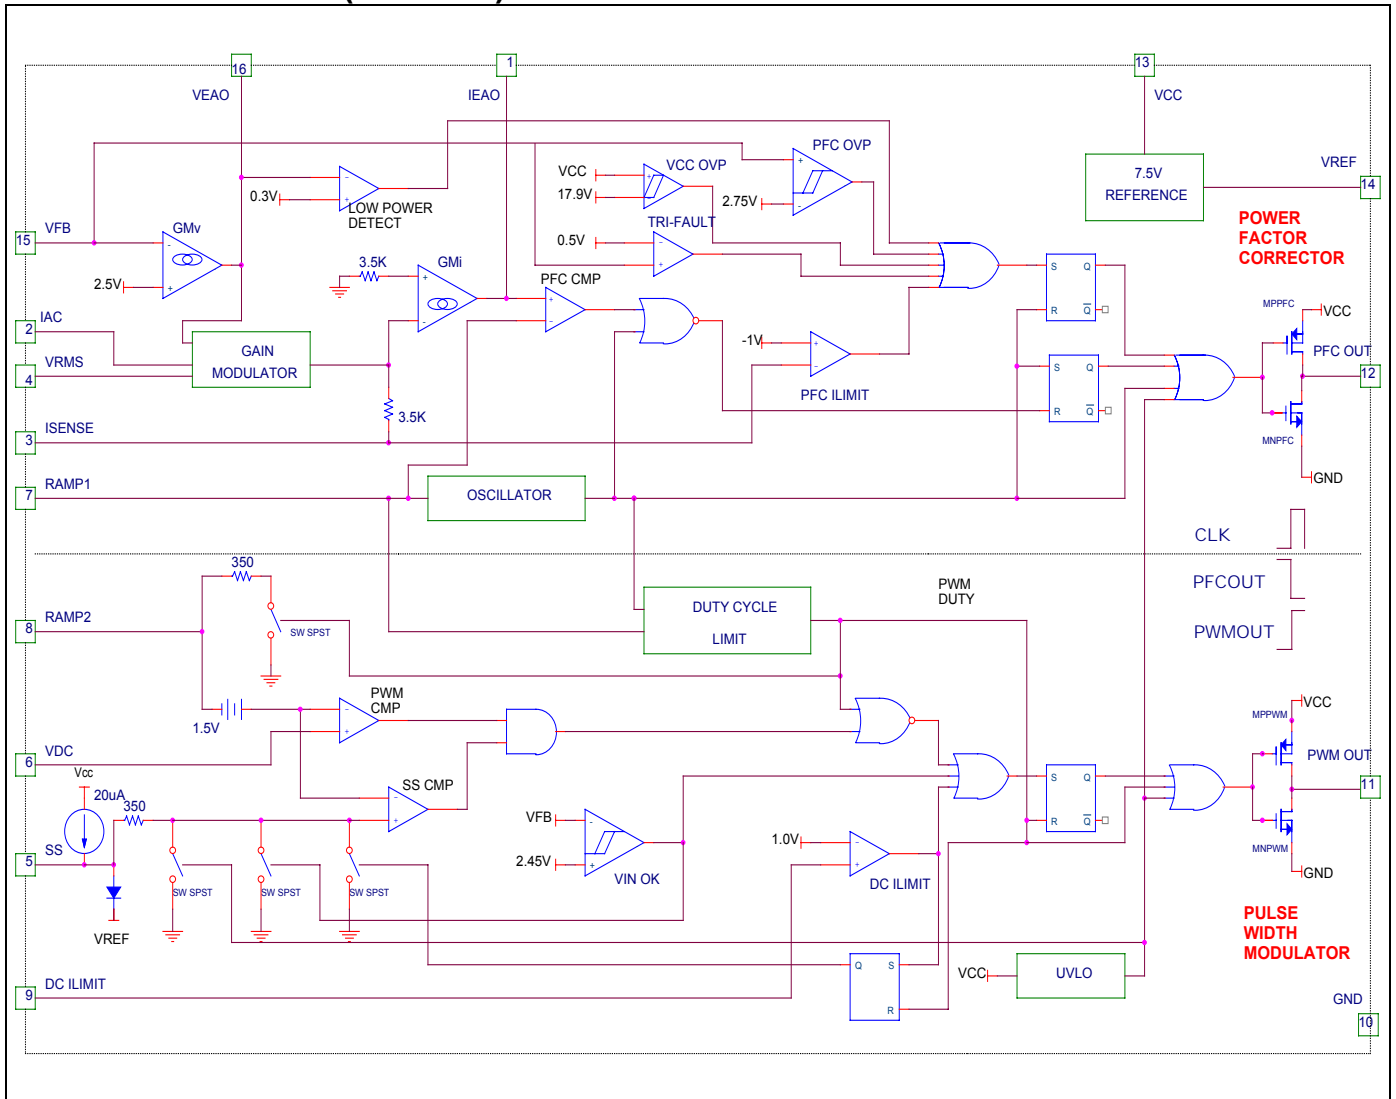 16
1
13
VEAO
IEAO
VCC
PFC OVP
VCC OVP
VCC
17.9V
2.75V
0.3V
LOW POWER
DETECT
7.5V
REFERENCE
VREF
14
TRI-FAULT
0.5V
POWER
FACTOR
CORRECTOR
15
VFB
GMv
2.5V
3.5K
GMi
PFC CMP
S
Q
R
Q
MPPFC
VCC
2
IAC
GAIN
MODULATOR
4
VRMS
-1V
PFC ILIMIT
S
Q
R
Q
PFC OUT
12
MNPFC
3.5K
3
ISENSE
7
RAMP1
OSCILLATOR
GND
CLK
350
PFCOUT
PWM
DUTY
DUTY CYCLE
LIMIT
8
RAMP2
SW SPST
PWMOUT
PWM
CMP
1.5V
VCC
MPPWM
6
VDC
PWM OUT
11
Vcc
20uA
350
SS CMP
S
Q
R
Q
VFB
2.45V
VIN OK
1.0V
DC ILIMIT
MNPWM
GND
5
SS
SW SPST
SW SPST
SW SPST
VREF
PULSE
WIDTH
MODULATOR
Q
S
R
VCC
UVLO
9
DC ILIMIT
GND
10